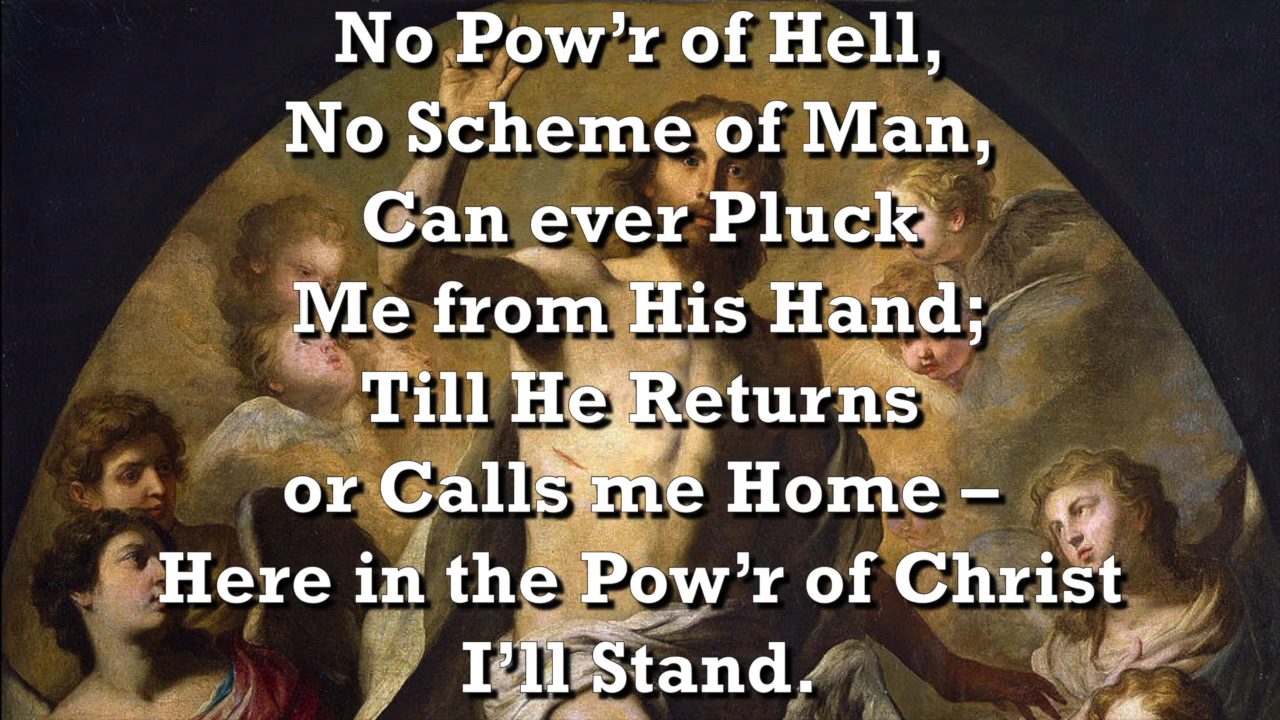 No Pow’r of Hell,
No Scheme of Man,
Can ever Pluck
Me from His Hand;
Till He Returns
or Calls me Home –
Here in the Pow’r of Christ
I’ll Stand.